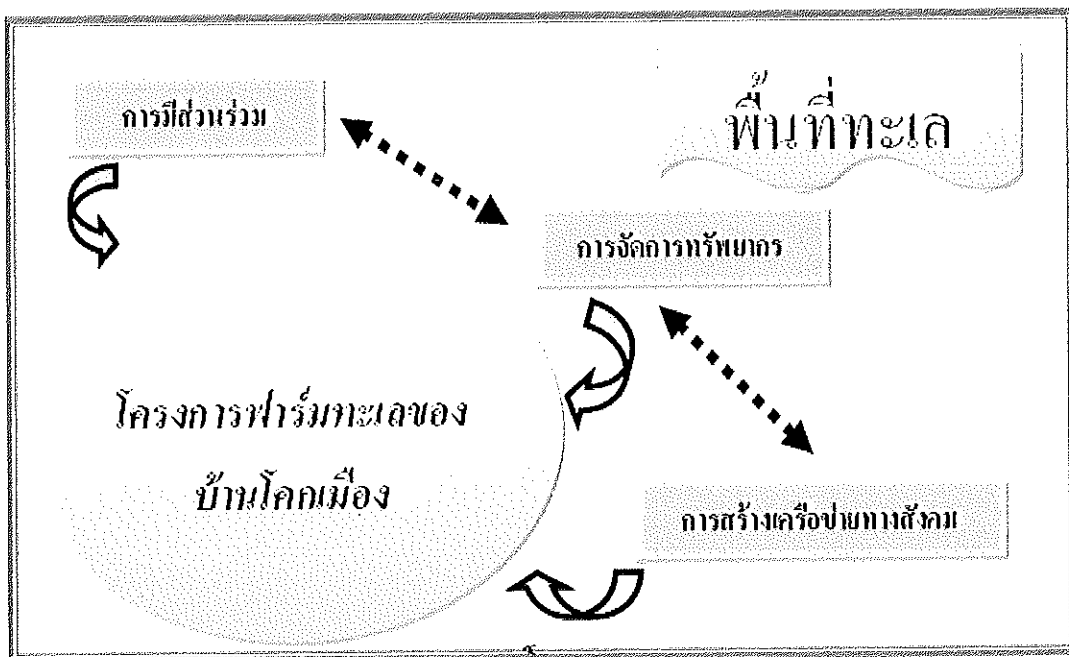 การมีส่วนร่วม
พื้นที่ทะเล
การจัดการทรัพยากร
โครงการฟาร์มทะเลของ
บ้านโคกเมือง
การสร้างเครือข่ายทางสังคม